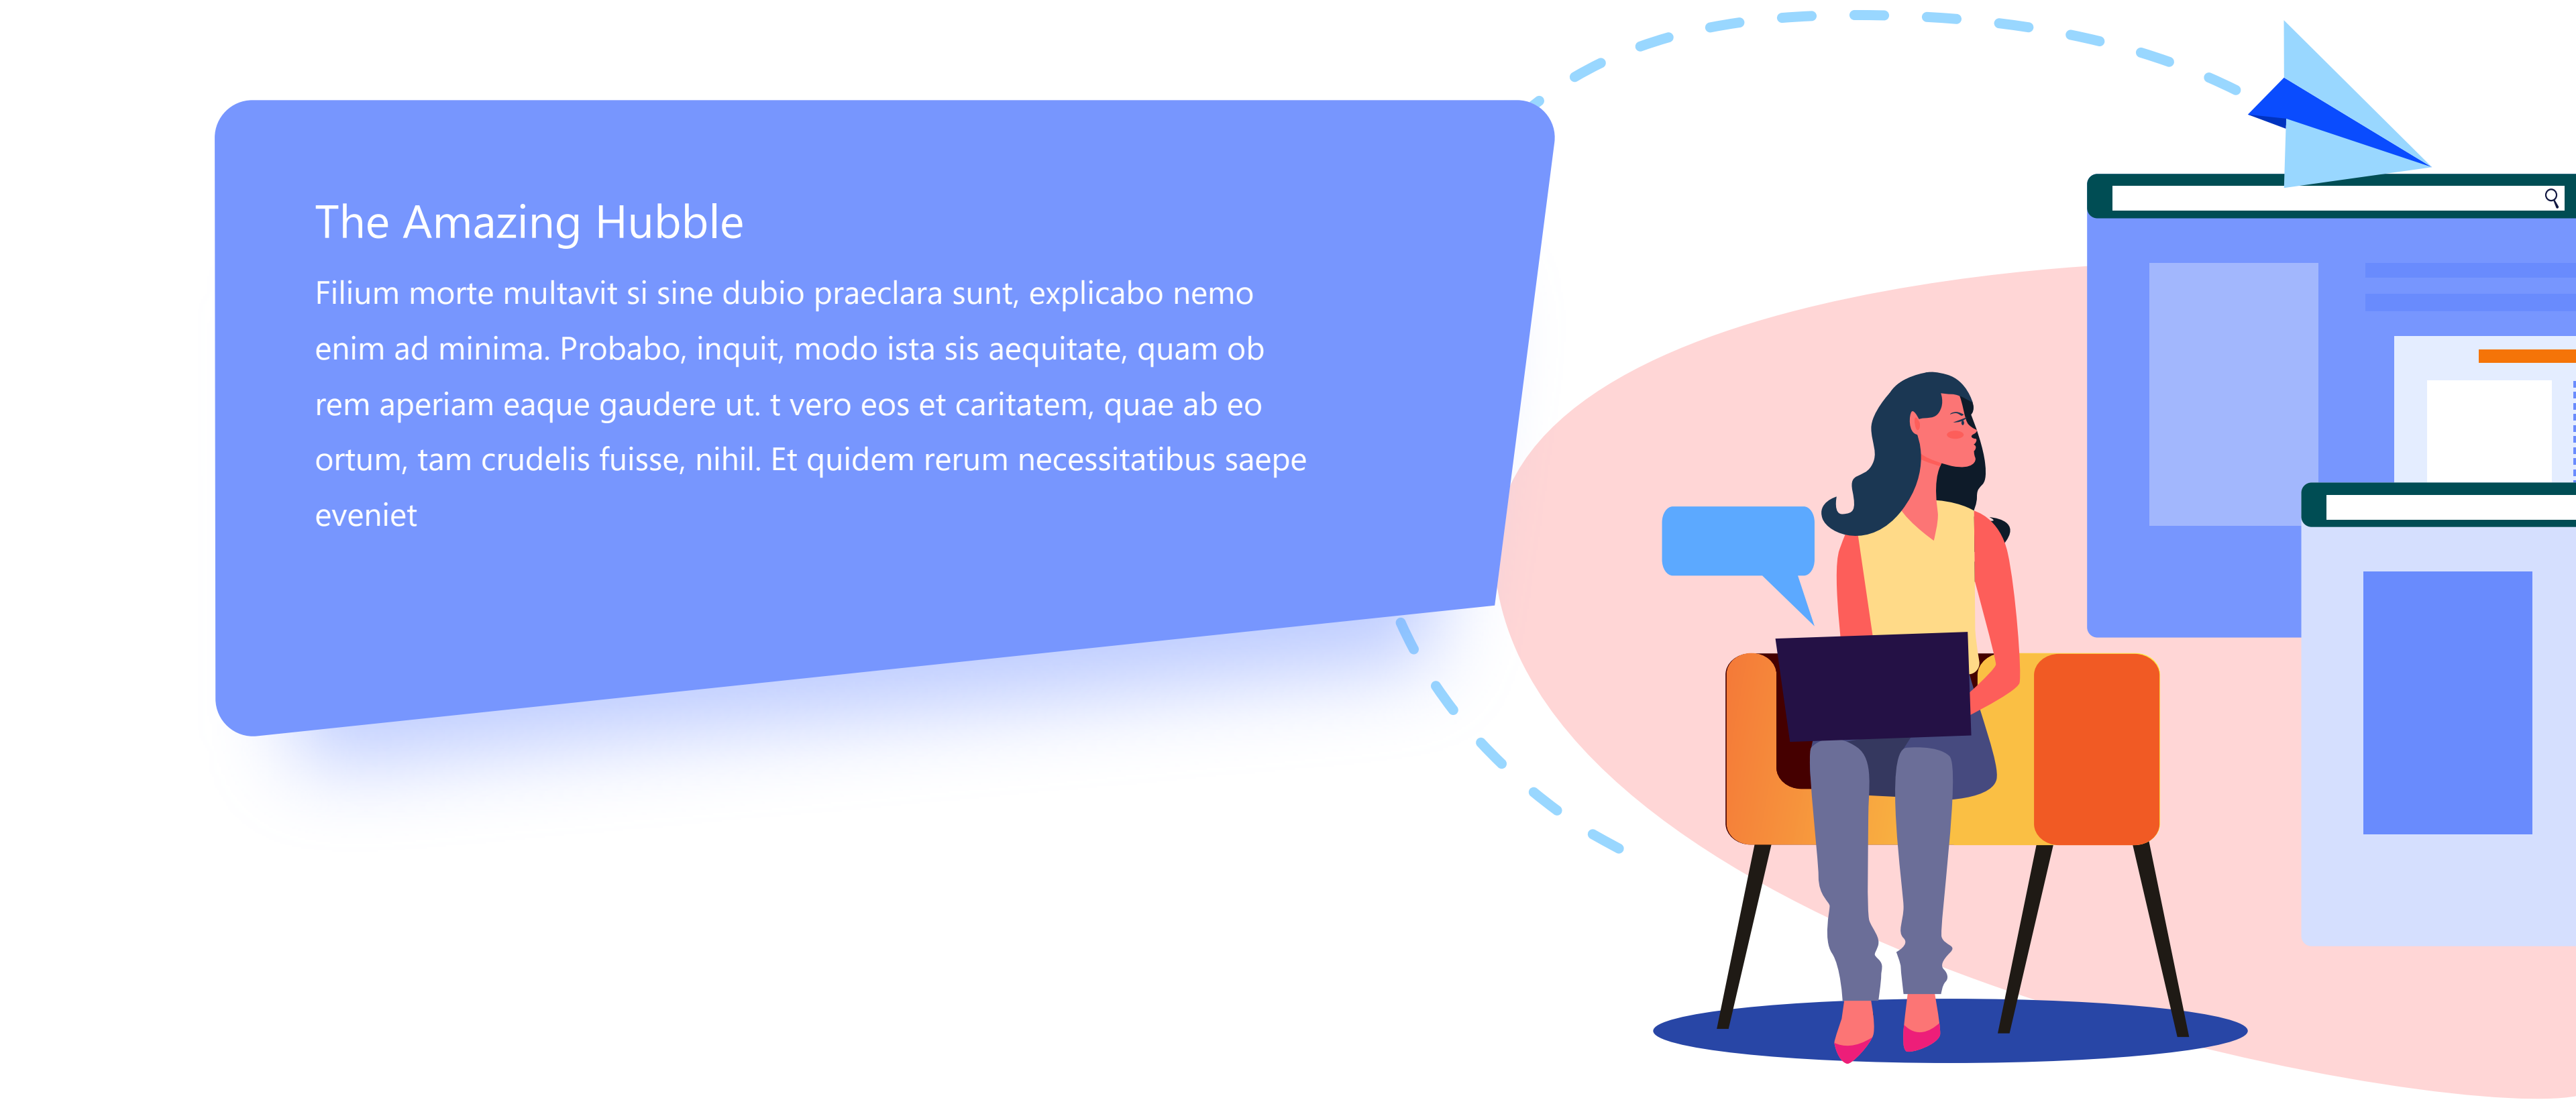 The Amazing Hubble
Filium morte multavit si sine dubio praeclara sunt, explicabo nemo
enim ad minima. Probabo, inquit, modo ista sis aequitate, quam ob
rem aperiam eaque gaudere ut. t vero eos et caritatem, quae ab eo
ortum, tam crudelis fuisse, nihil. Et quidem rerum necessitatibus saepe
eveniet